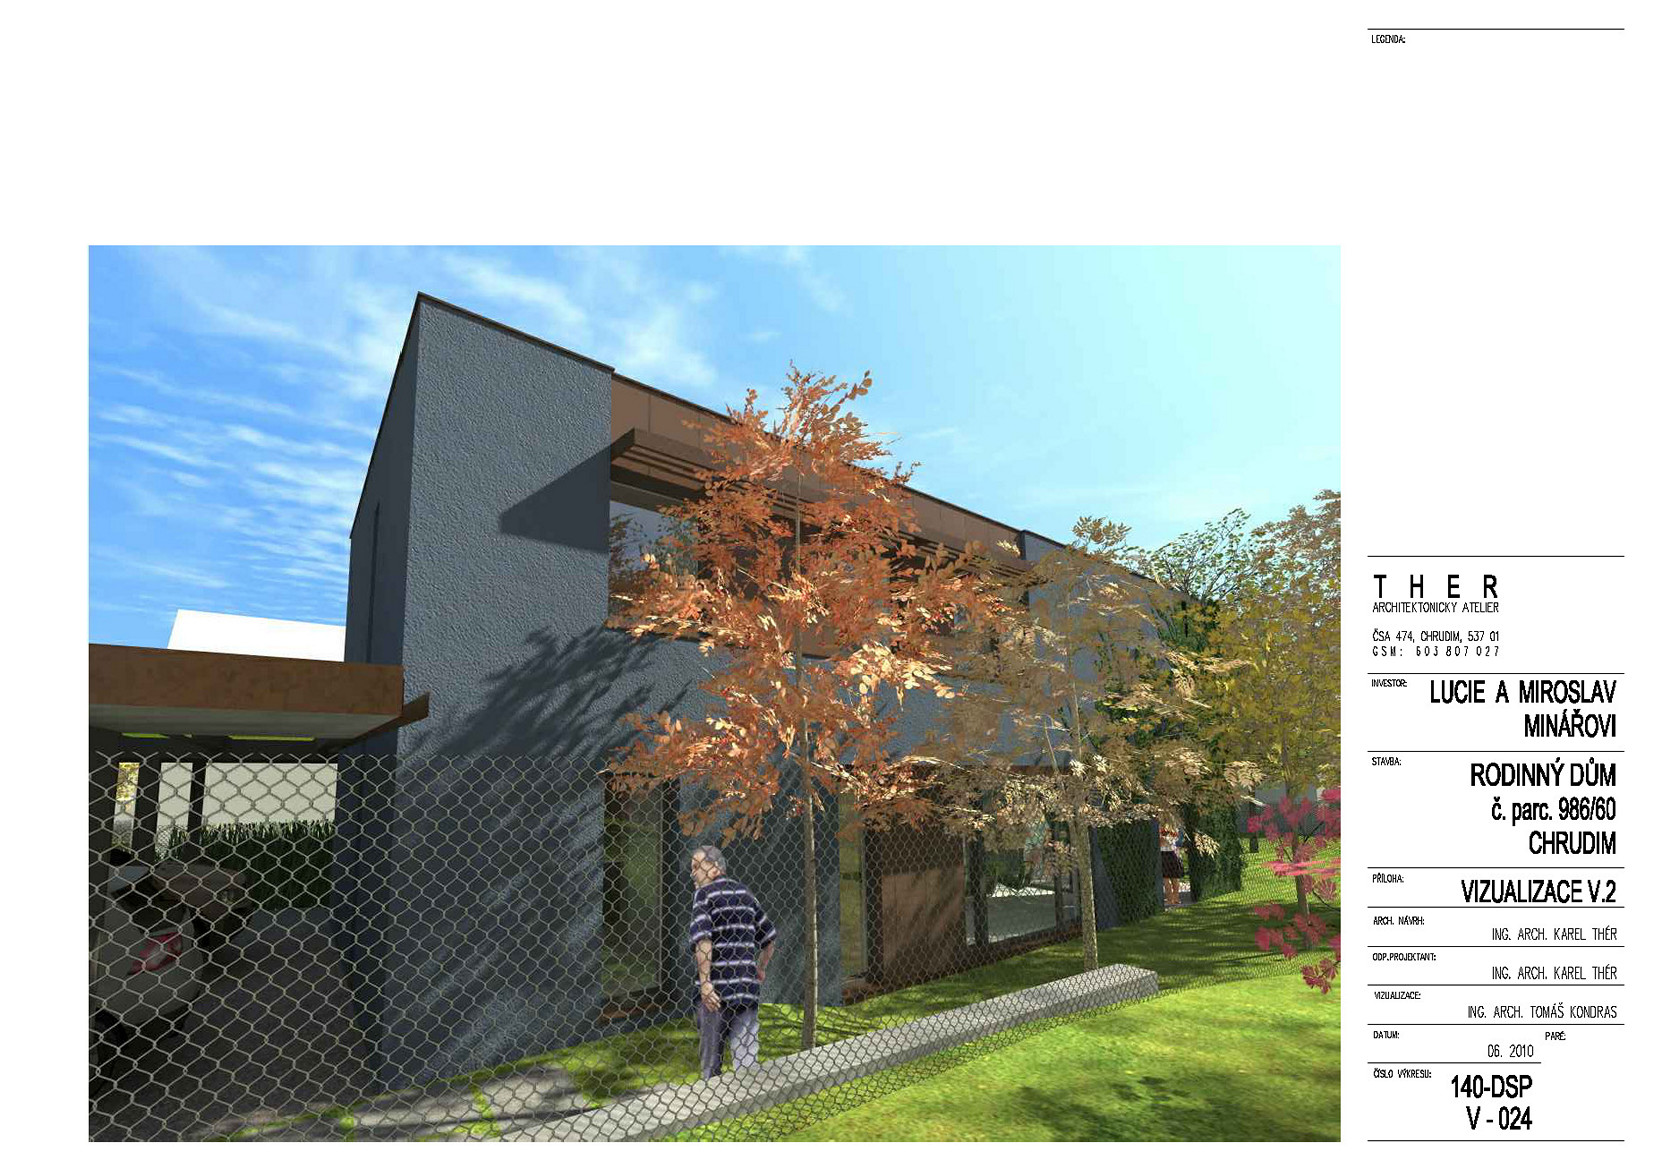 LEGENDA:
T H E R
ARCHITEKTONICKÝ ATELIER
ČSA 474, CHRUDIM, 537 01
GSM: 603 807 027
INVESTOR:
LUCIE A MIROSLAV
MINÁŘOVI
STAVBA:
RODINNÝ DŮM
č. parc. 986/60
CHRUDIM
PŘÍLOHA:
VIZUALIZACE V.2
ARCH. NÁVRH:
ING. ARCH. KAREL THÉR
ODP.PROJEKTANT:
ING. ARCH. KAREL THÉR
VIZUALIZACE:
ING. ARCH. TOMÁŠ KONDRAS
DATUM: PARÉ:
06. 2010
ČÍSLO VÝKRESU:
140-DSP
V - 024